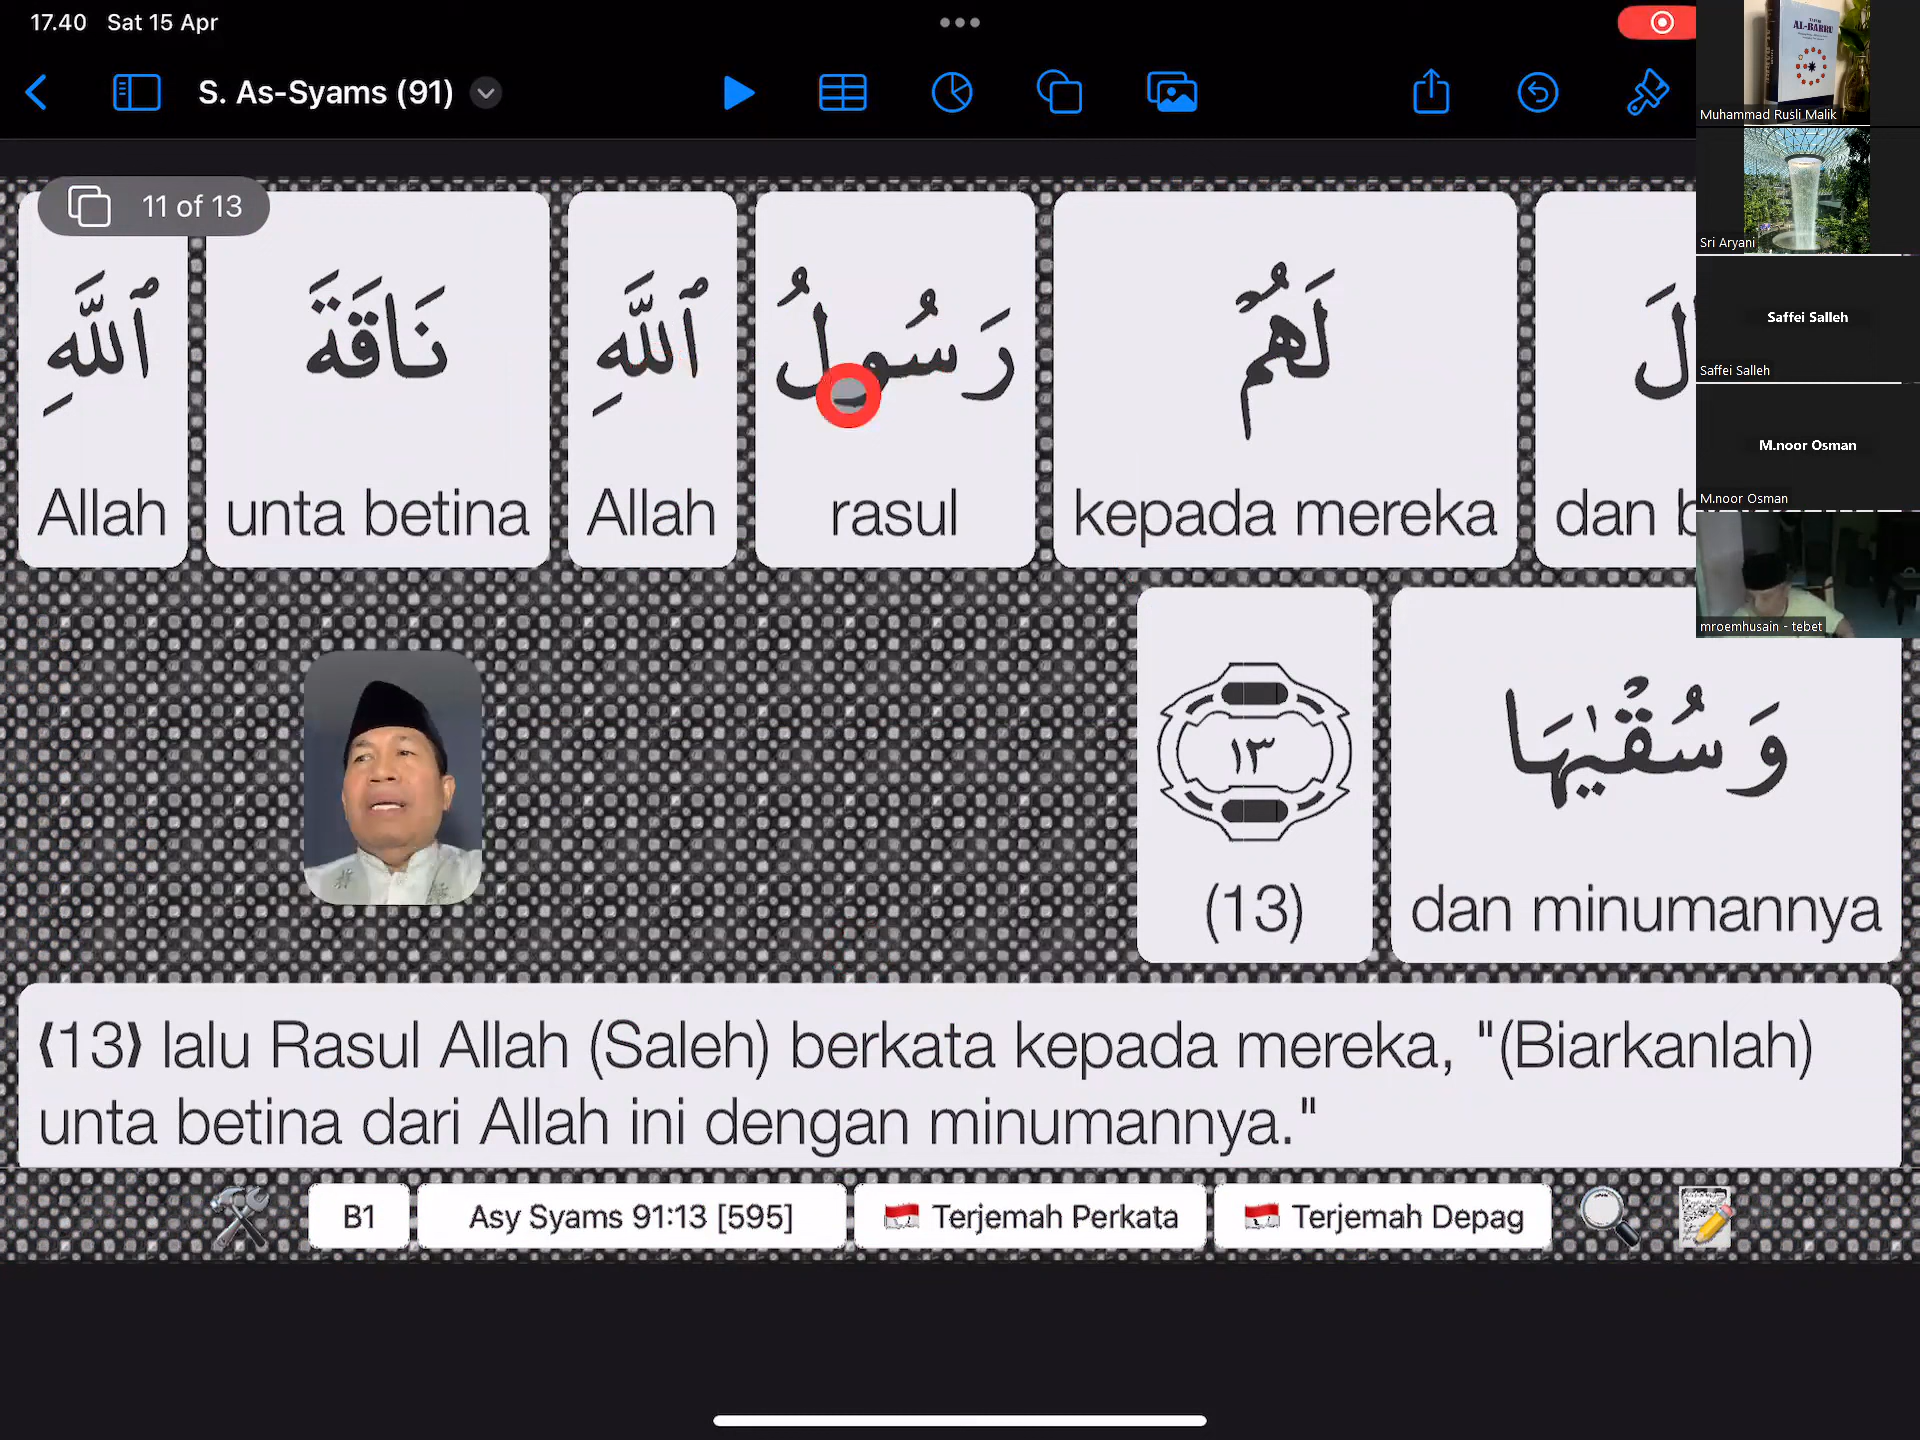 17.40 Sat 15 Apr
S. As-Syams (91)
11 of 13
لَ لَهُمْ رَسُولُ ٱللَّهِ نَاقَةَ ٱللَّهِ
Allah unta betina Allah rasul kepada mereka dan b
وَسُقْيَٰهَا ١٣
(13) dan minumannya
⟨13⟩ lalu Rasul Allah (Saleh) berkata kepada mereka, "(Biarkanlah)
unta betina dari Allah ini dengan minumannya."
B1 Asy Syams 91:13 [595] Terjemah Perkata Terjemah Depag
AL-BARRU
Muhammad Rusli Malik
Sri Aryani
Saffei Salleh
Saffei Salleh
M.noor Osman
M.noor Osman
mroemhusain - tebet